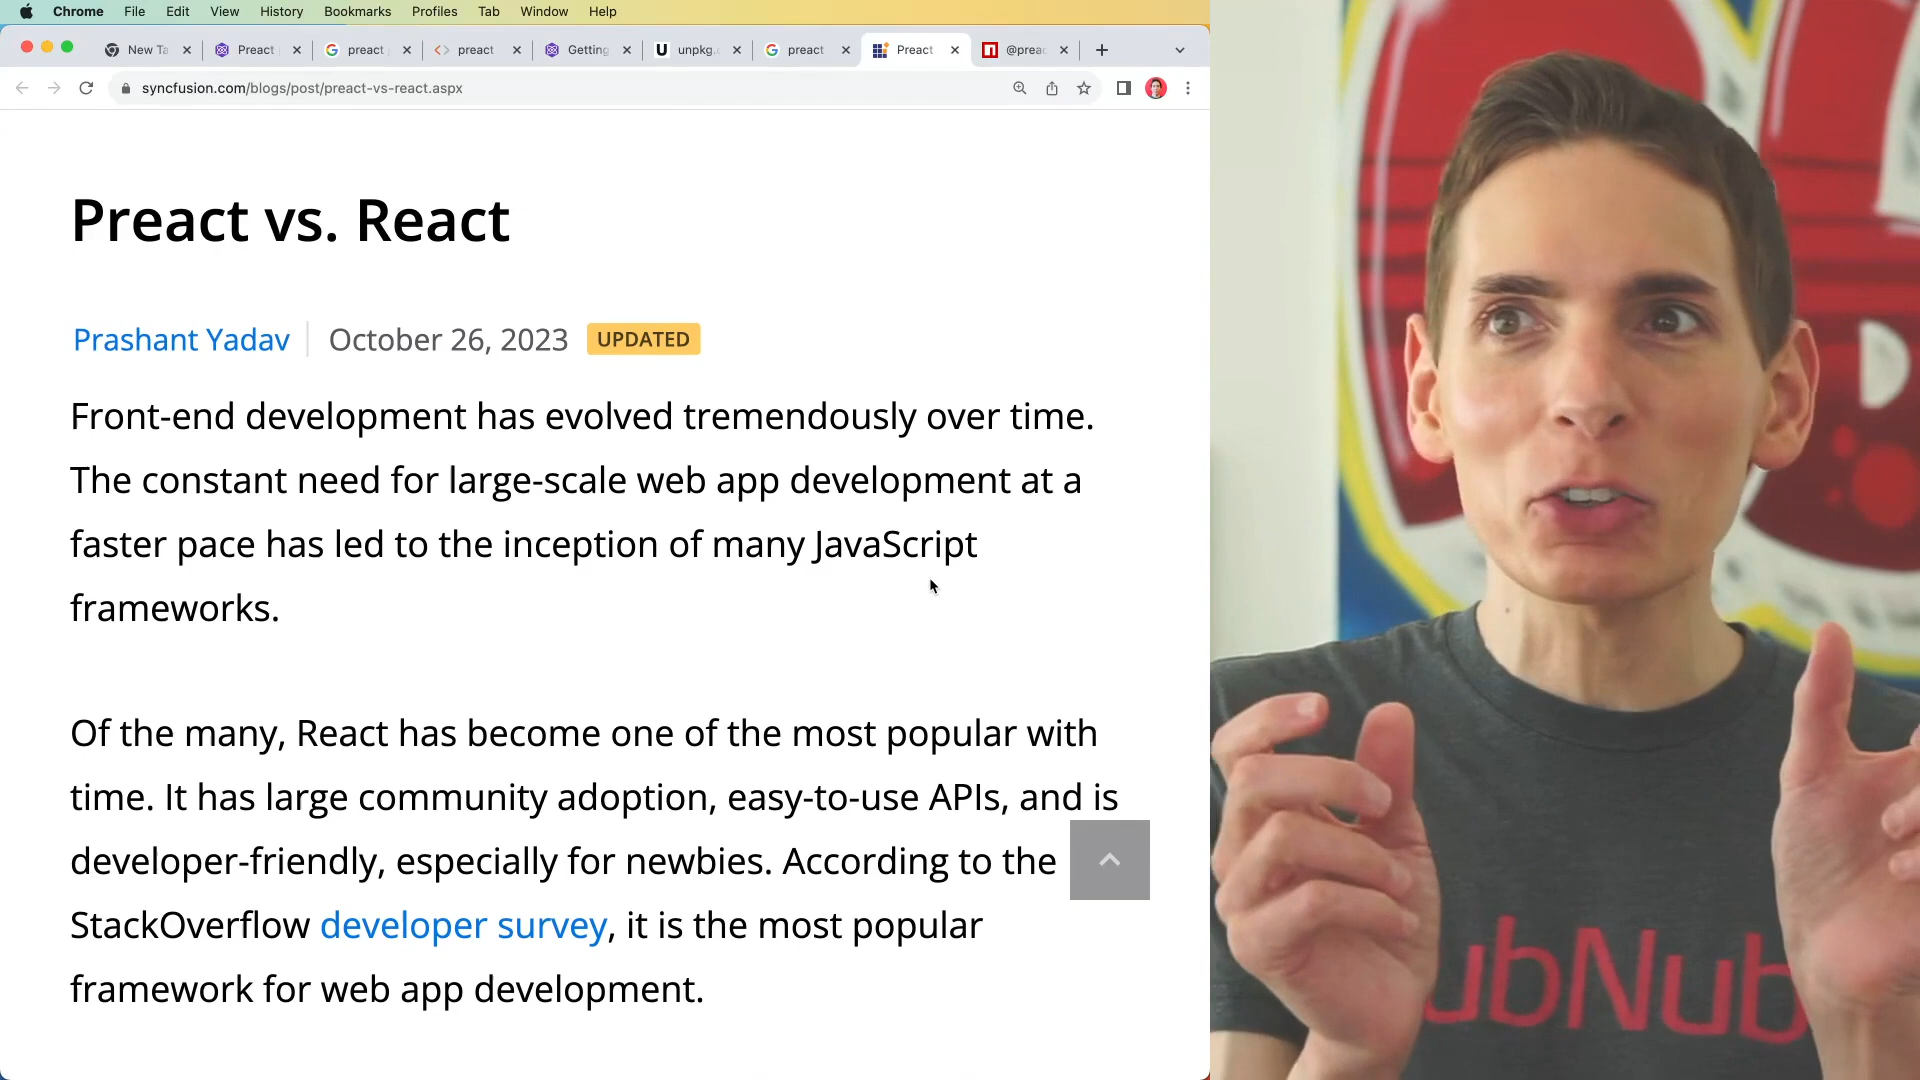 Chrome File Edit View History Bookmarks Profiles Tab Window Help
New Ta Preact preact preact Getting unpkg. preact Preact @preac
syncfusion.com/blogs/post/preact-vs-react.aspx
Preact vs. React
Prashant Yadav October 26, 2023 UPDATED
Front-end development has evolved tremendously over time.
The constant need for large-scale web app development at a
faster pace has led to the inception of many JavaScript
frameworks.
Of the many, React has become one of the most popular with
time. It has large community adoption, easy-to-use APIs, and is
developer-friendly, especially for newbies. According to the
StackOverflow developer survey, it is the most popular
framework for web app development.
ubNub